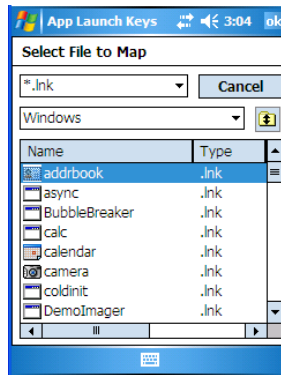 App Launch Keys 3:04 ok
Select File to Map
*.lnk Cancel
Windows
Name Type
addrbook .lnk
async .lnk
BubbleBreaker .lnk
calc .lnk
calendar .lnk
camera .lnk
coldinit .lnk
DemoImager .lnk